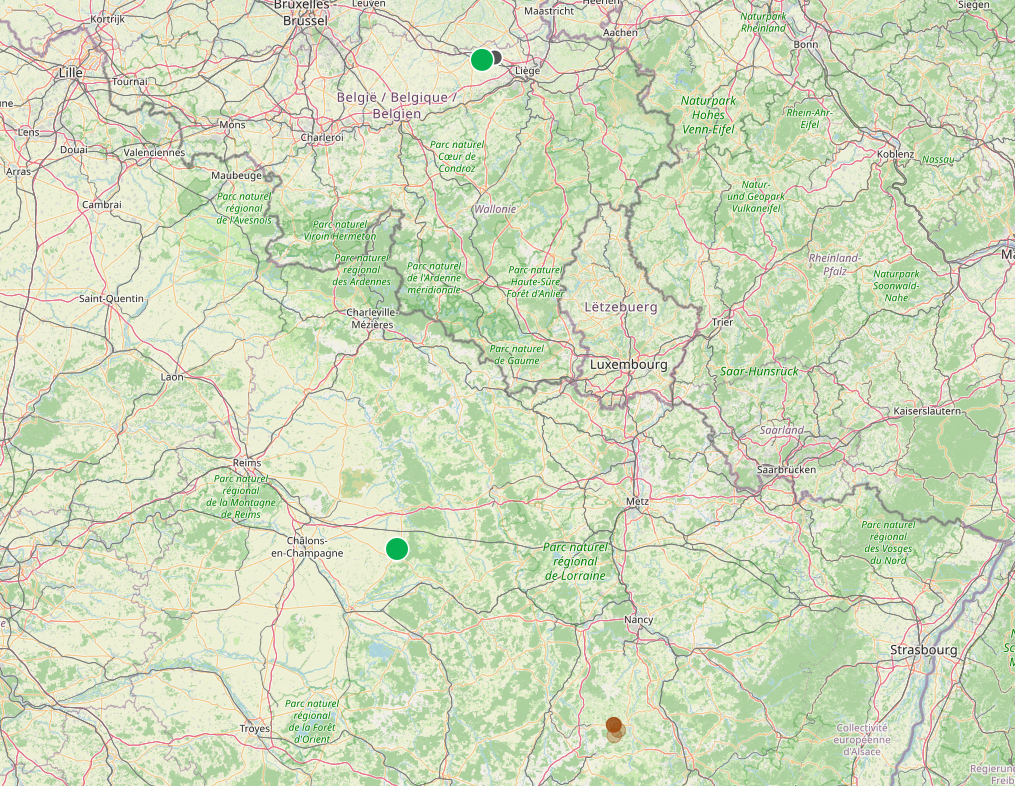 Bruxelles
Brussel
Leuven
Maastricht
Heerlen
Aachen
Naturpark
Rheinland
Siegen
Kortrijk
Bonn
Lille
Tournai
Liège
België / Belgique /
Belgien
Naturpark
Hohes
Venn-Eifel
Rhein-Ahr-
Eifel
Lens
Mons
Charleroi
Douai
Valenciennes
Parc naturel
Cœur de
Condroz
Koblenz
Nassau
Arras
Maubeuge
Natur-
und Geopark
Vulkaneifel
Cambrai
Parc naturel
régional
de l'Avesnois
Wallonie
Parc naturel
Viroin Hermeton
Parc naturel
régional
des Ardennes
Parc naturel
de l'Ardenne
méridionale
Parc naturel
Haute-Sûre
Forêt d'Anlier
Rheinland-
Pfalz
Naturpark
Soonwald-
Nahe
Saint-Quentin
Lëtzebuerg
Charleville-
Mézières
Trier
Parc naturel
de Gaume
Luxembourg
Saar-Hunsrück
Laon
Kaiserslautern
Saarland
Reims
Saarbrücken
Parc naturel
régional
de la Montagne
de Reims
Metz
Châlons-
en-Champagne
Parc naturel
régional
de Lorraine
Parc naturel
régional
des Vosges
du Nord
Nancy
Strasbourg
Parc naturel
régional
de la Forêt
d'Orient
Troyes
Collectivité
européenne
d'Alsace